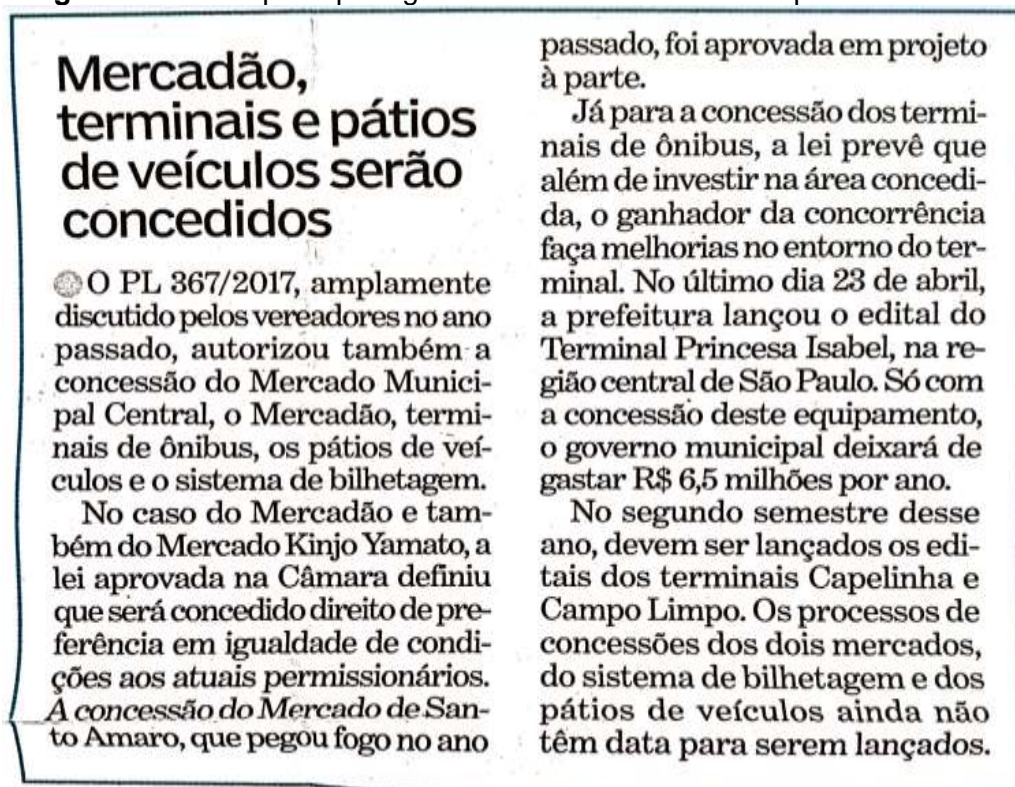 Mercadão,
terminais e pátios
de veículos serão
concedidos
O PL 367/2017, amplamente
discutido pelos vereadores no ano
passado, autorizou também a
concessão do Mercado Munici-
pal Central, o Mercadão, termi-
nais de ônibus, os pátios de veí-
culos e o sistema de bilhetagem.
No caso do Mercadão e tam-
bém do Mercado Kinjo Yamato, a
lei aprovada na Câmara definiu
que será concedido direito de pre-
ferência em igualdade de condi-
ções aos atuais permissionários.
A concessão do Mercado de San-
to Amaro, que pegou fogo no ano
passado, foi aprovada em projeto
à parte.
Já para a concessão dos termi-
nais de ônibus, a lei prevê que
além de investir na área concedi-
da, o ganhador da concorrência
faça melhorias no entorno do ter-
minal. No último dia 23 de abril,
a prefeitura lançou o edital do
Terminal Princesa Isabel, na re-
gião central de São Paulo. Só com
a concessão deste equipamento,
o governo municipal deixará de
gastar R$ 6,5 milhões por ano.
No segundo semestre desse
ano, devem ser lançados os edi-
tais dos terminais Capelinha e
Campo Limpo. Os processos de
concessões dos dois mercados,
do sistema de bilhetagem e dos
pátios de veículos ainda não
têm data para serem lançados.